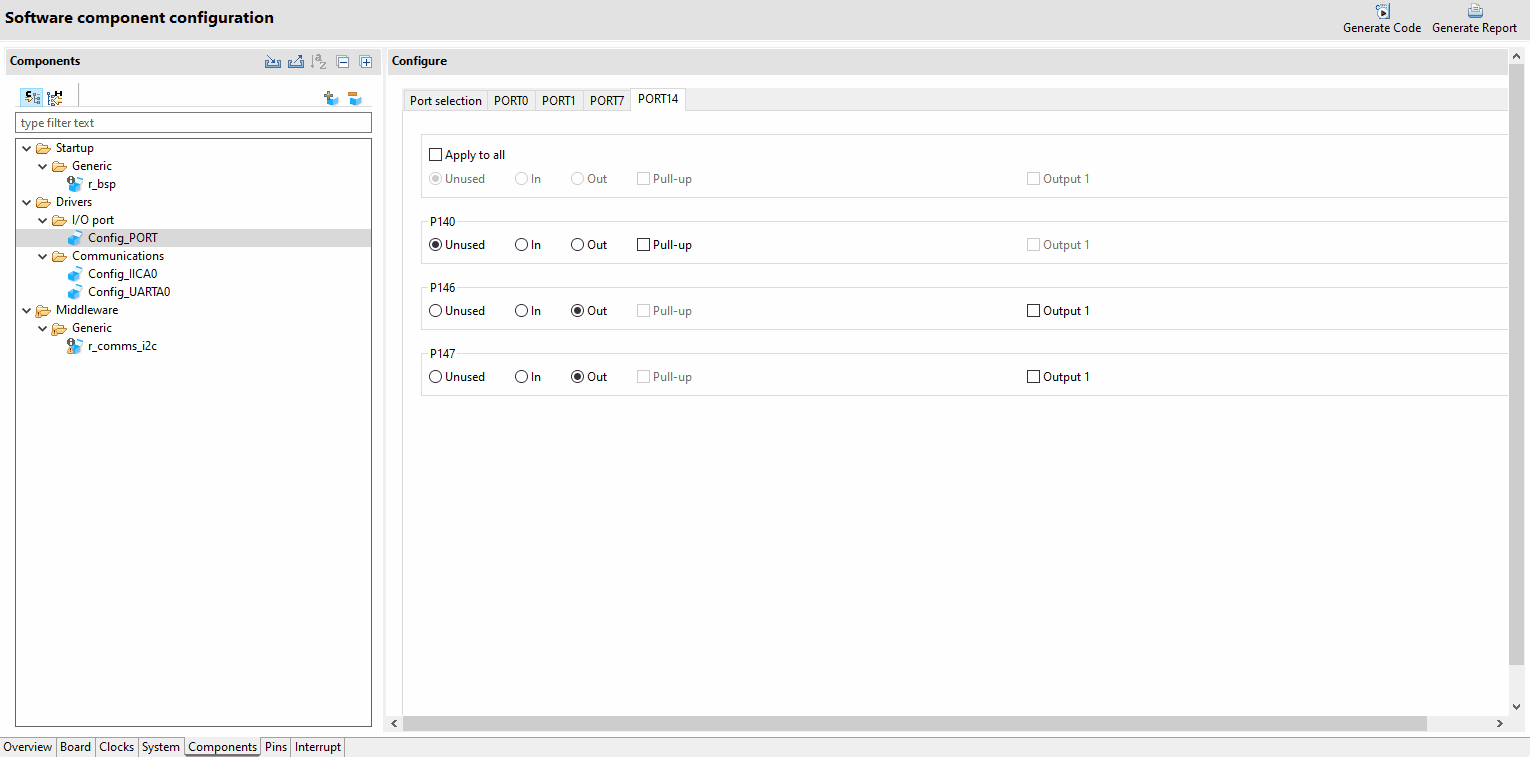 Software component configuration
Generate Code Generate Report
Components
Configure
type filter text
Startup
Generic
r_bsp
Drivers
I/O port
Config_PORT
Communications
Config_IICA0
Config_UARTA0
Middleware
Generic
r_comms_i2c
Port selection PORT0 PORT1 PORT7 PORT14
Apply to all
Unused In Out Pull-up Output 1
P140
Unused In Out Pull-up Output 1
P146
Unused In Out Pull-up Output 1
P147
Unused In Out Pull-up Output 1
Overview Board Clocks System Components Pins Interrupt